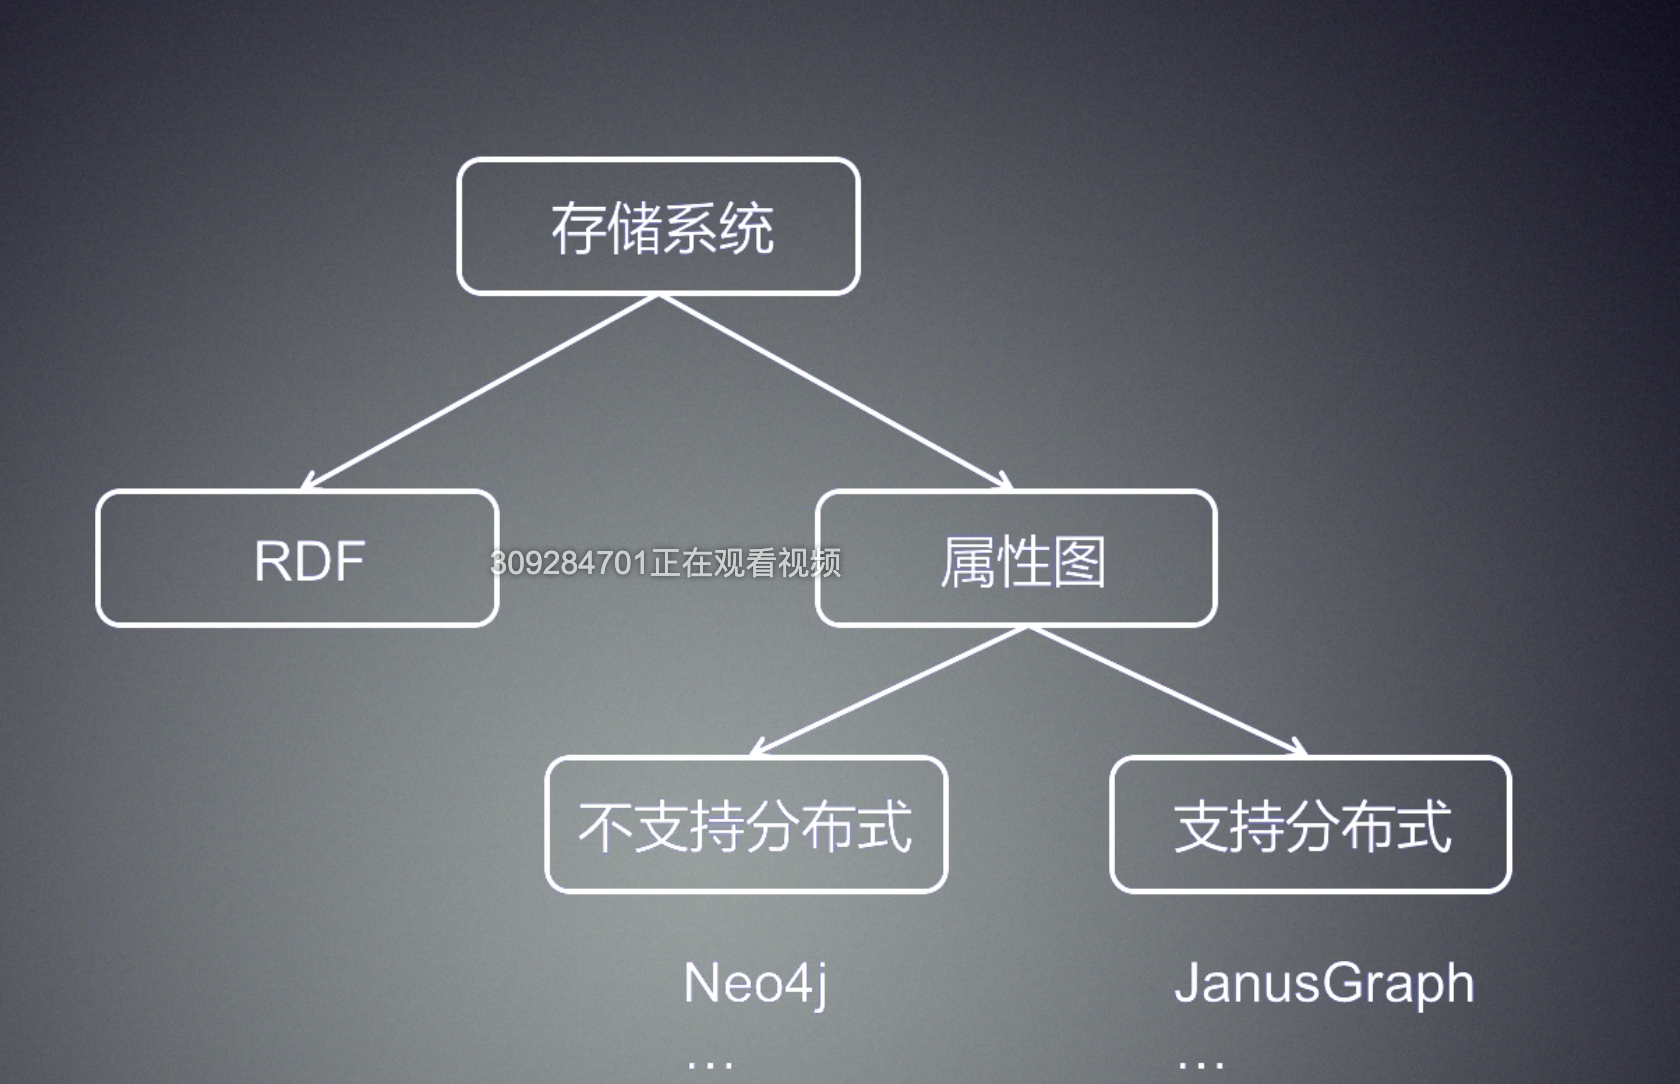 存储系统
RDF
309284701正在观看视频
属性图
不支持分布式
支持分布式
Neo4j
JanusGraph
...
...